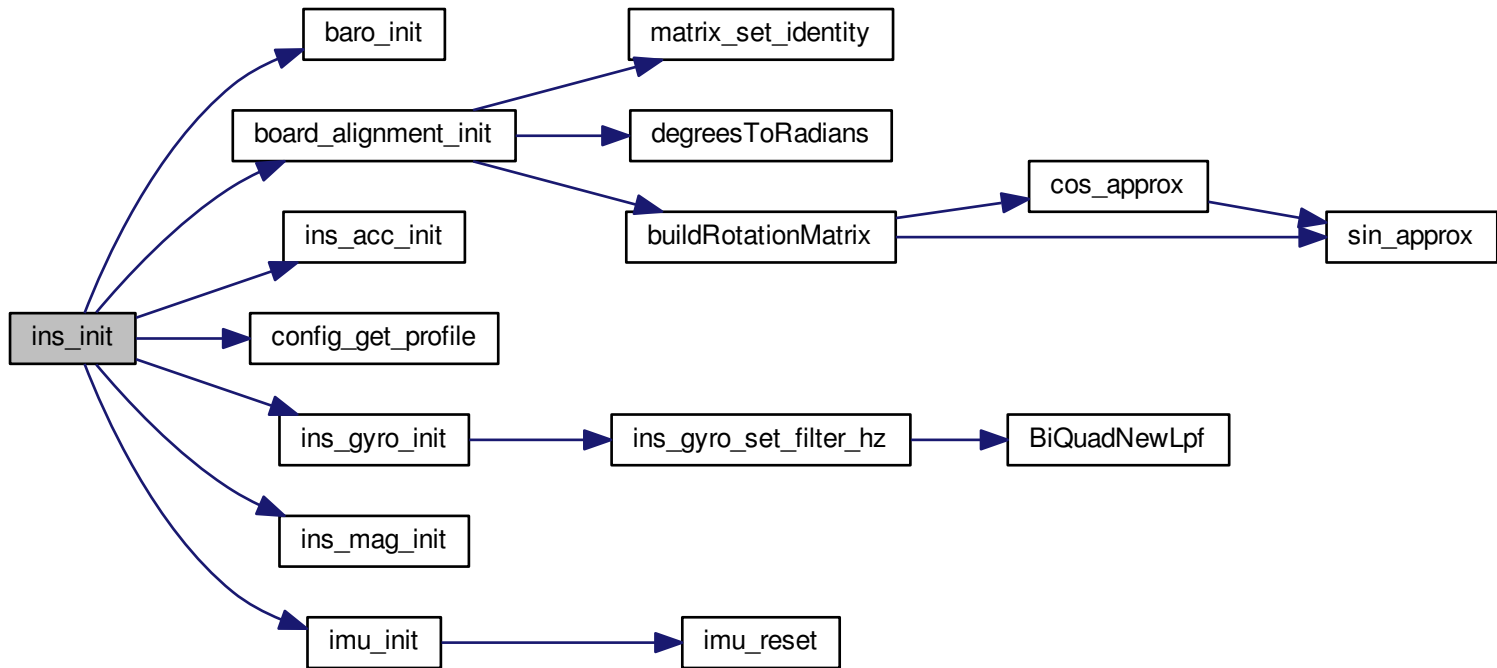 baro_init
matrix_set_identity
board_alignment_init
degreesToRadians
cos_approx
ins_acc_init
buildRotationMatrix
sin_approx
ins_init
config_get_profile
ins_gyro_init
ins_gyro_set_filter_hz
BiQuadNewLpf
ins_mag_init
imu_init
imu_reset